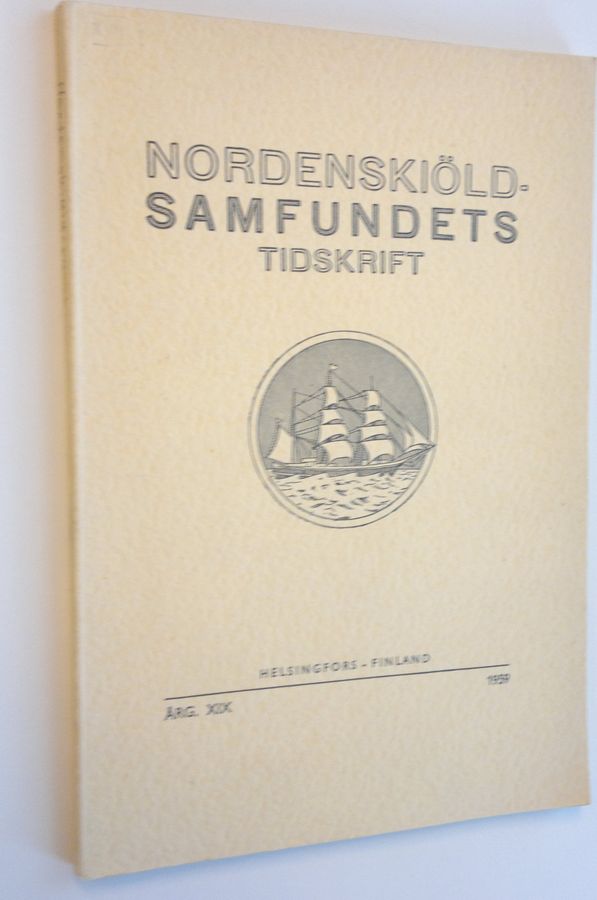 NORDENSKIÖLD-
SAMFUNDETS
TIDSKRIFT
HELSINGFORS - FINLAND
ÅRG. XIX
1959